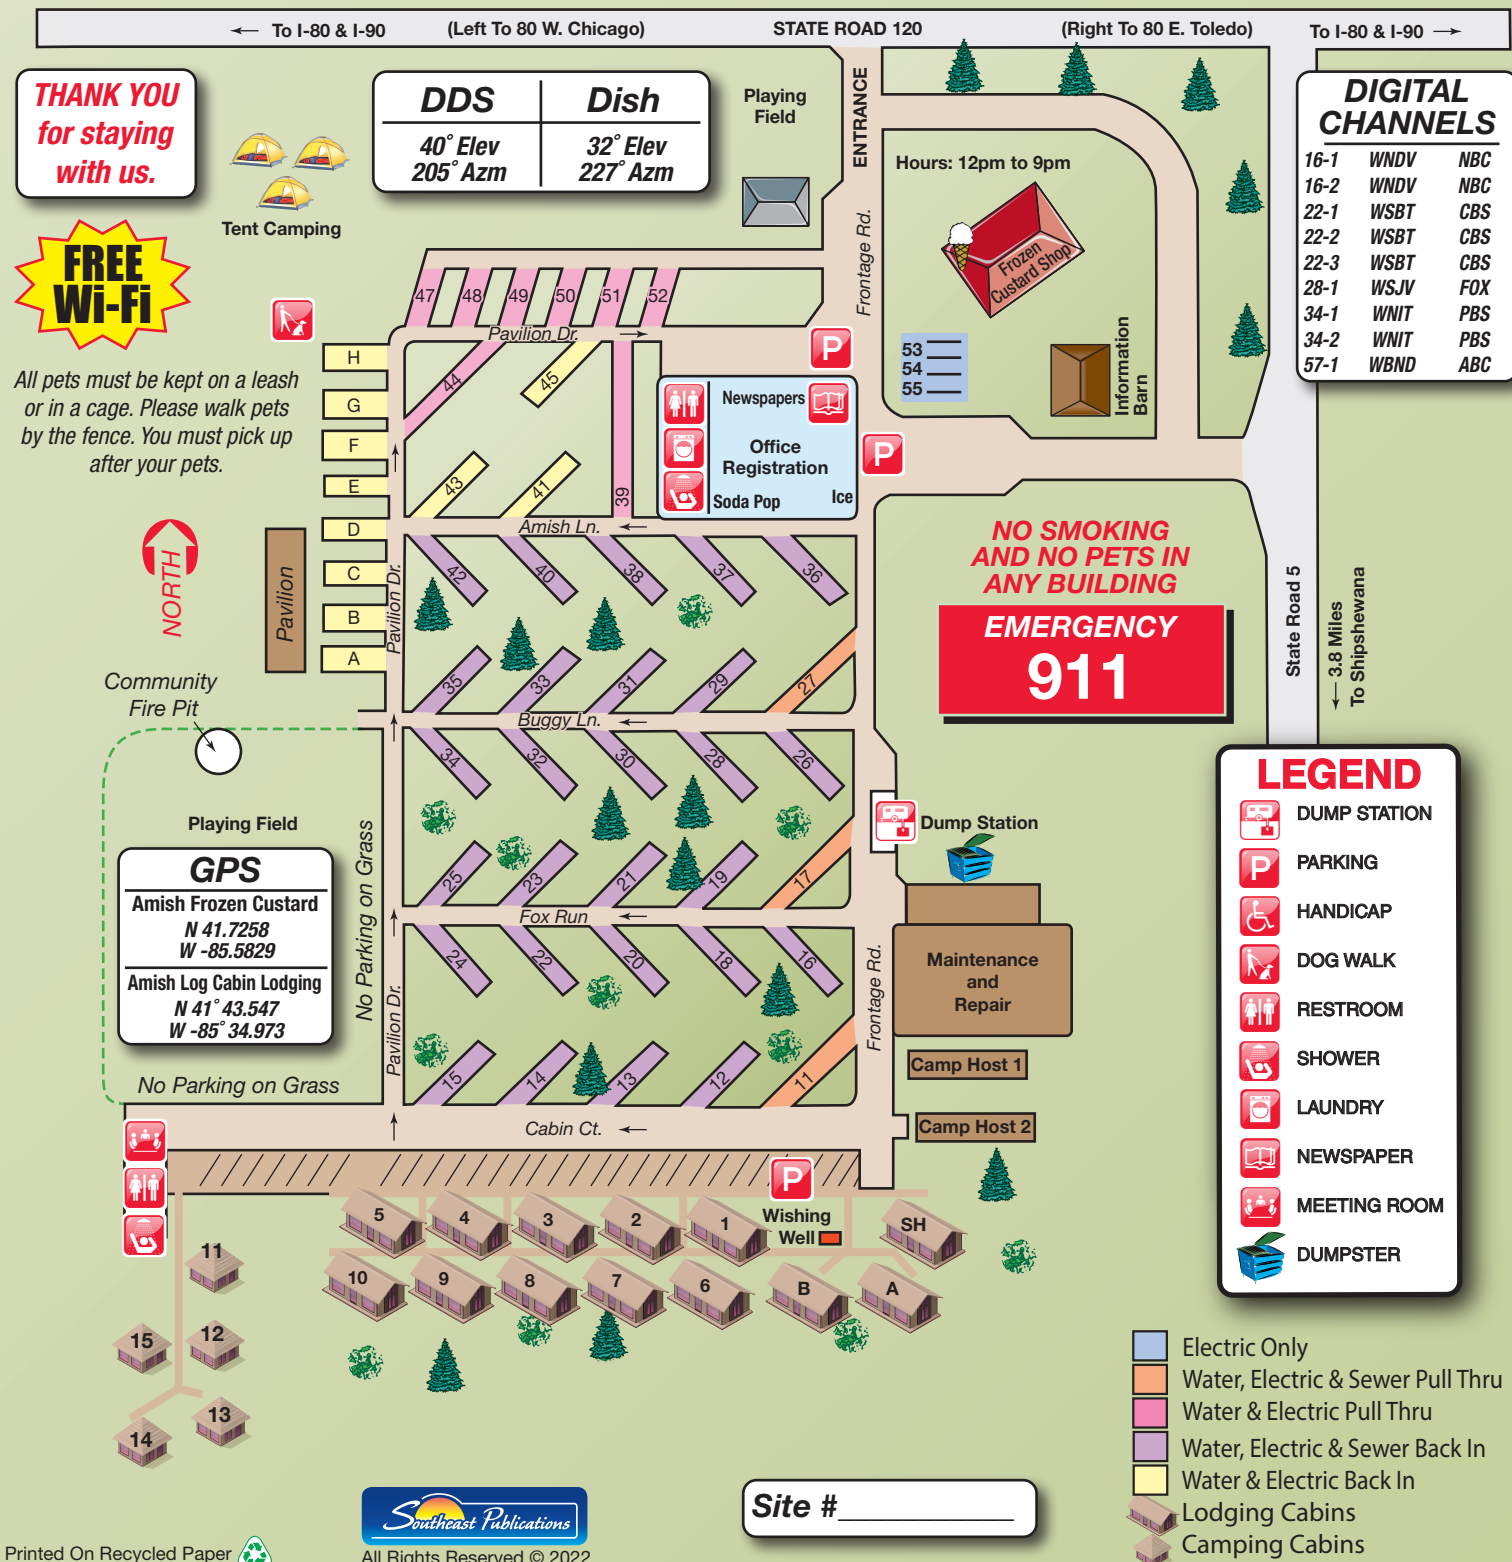 To I-80 & I-90
(Left To 80 W. Chicago)
STATE ROAD 120
(Right To 80 E. Toledo)
To I-80 & I-90
THANK YOU
for staying
with us.
DDS
Dish
40° Elev
205° Azm
32° Elev
227° Azm
Playing
Field
ENTRANCE
Hours: 12pm to 9pm
DIGITAL
CHANNELS
16-1 WNDV NBC
16-2 WNDV NBC
22-1 WSBT CBS
22-2 WSBT CBS
22-3 WSBT CBS
28-1 WSJV FOX
34-1 WNIT PBS
34-2 WNIT PBS
57-1 WBND ABC
Tent Camping
FREE
Wi-Fi
Frontage Rd.
Frozen
Custard Shop
47 48 49 50 51 52
Pavilion Dr.
P
53
54
55
Information
Barn
All pets must be kept on a leash
or in a cage. Please walk pets
by the fence. You must pick up
after your pets.
H
G
F
E
D
C
B
A
44
45
43
41
39
Newspapers
Office
Registration
Soda Pop
Ice
P
Amish Ln.
NORTH
Pavilion
Pavilion Dr.
42 40 38 37 36
35 33 31 29 27
Buggy Ln.
NO SMOKING
AND NO PETS IN
ANY BUILDING
EMERGENCY
911
State Road 5
3.8 Miles
To Shipshewana
Community
Fire Pit
Playing Field
34 32 30 28 26
25 23 21 19 17
Dump Station
Fox Run
No Parking on Grass
GPS
Amish Frozen Custard
N 41.7258
W -85.5829
Amish Log Cabin Lodging
N 41° 43.547
W -85° 34.973
No Parking on Grass
Pavilion Dr.
24 22 20 18 16
15 14 13 12 11
Frontage Rd.
Maintenance
and
Repair
Camp Host 1
Camp Host 2
Cabin Ct.
P
Wishing
Well
5 4 3 2 1
SH
10 9 8 7 6 B A
11
12
15
13
14
LEGEND
DUMP STATION
P PARKING
HANDICAP
DOG WALK
RESTROOM
SHOWER
LAUNDRY
NEWSPAPER
MEETING ROOM
DUMPSTER
Electric Only
Water, Electric & Sewer Pull Thru
Water & Electric Pull Thru
Water, Electric & Sewer Back In
Water & Electric Back In
Lodging Cabins
Camping Cabins
Site #____________
Southeast Publications
All Rights Reserved © 2022
Printed On Recycled Paper